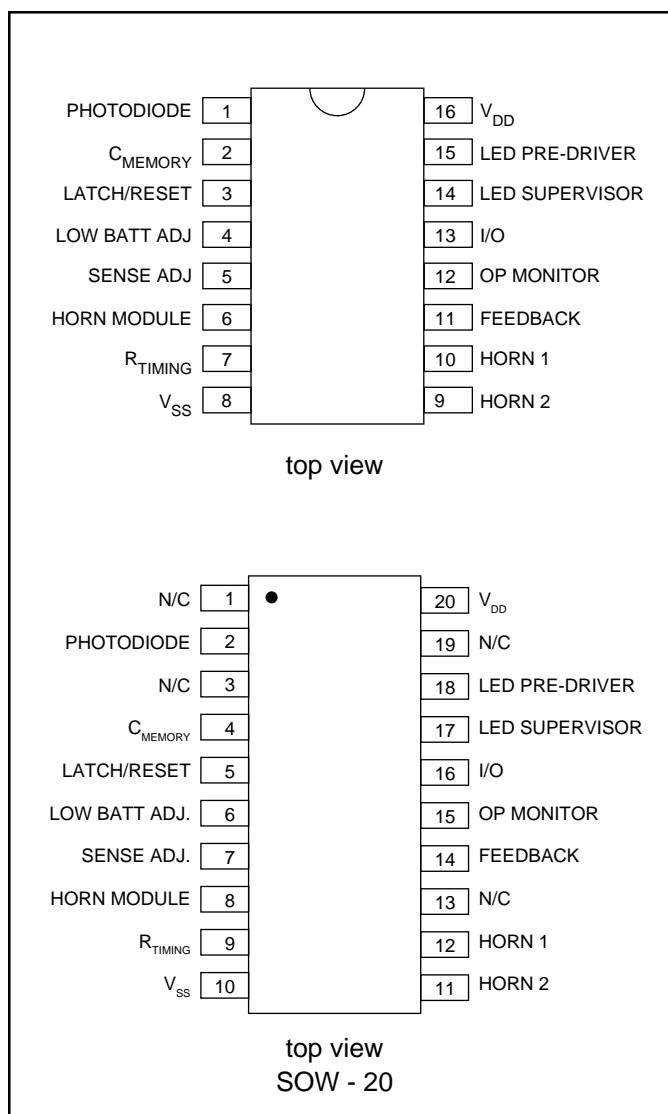 PHOTODIODE 1 16 VDD
CMEMORY 2 15 LED PRE-DRIVER
LATCH/RESET 3 14 LED SUPERVISOR
LOW BATT ADJ 4 13 I/O
SENSE ADJ 5 12 OP MONITOR
HORN MODULE 6 11 FEEDBACK
RTIMING 7 10 HORN 1
VSS 8 9 HORN 2
top view
N/C 1 20 VDD
PHOTODIODE 2 19 N/C
N/C 3 18 LED PRE-DRIVER
CMEMORY 4 17 LED SUPERVISOR
LATCH/RESET 5 16 I/O
LOW BATT ADJ. 6 15 OP MONITOR
SENSE ADJ. 7 14 FEEDBACK
HORN MODULE 8 13 N/C
RTIMING 9 12 HORN 1
VSS 10 11 HORN 2
top view
SOW - 20